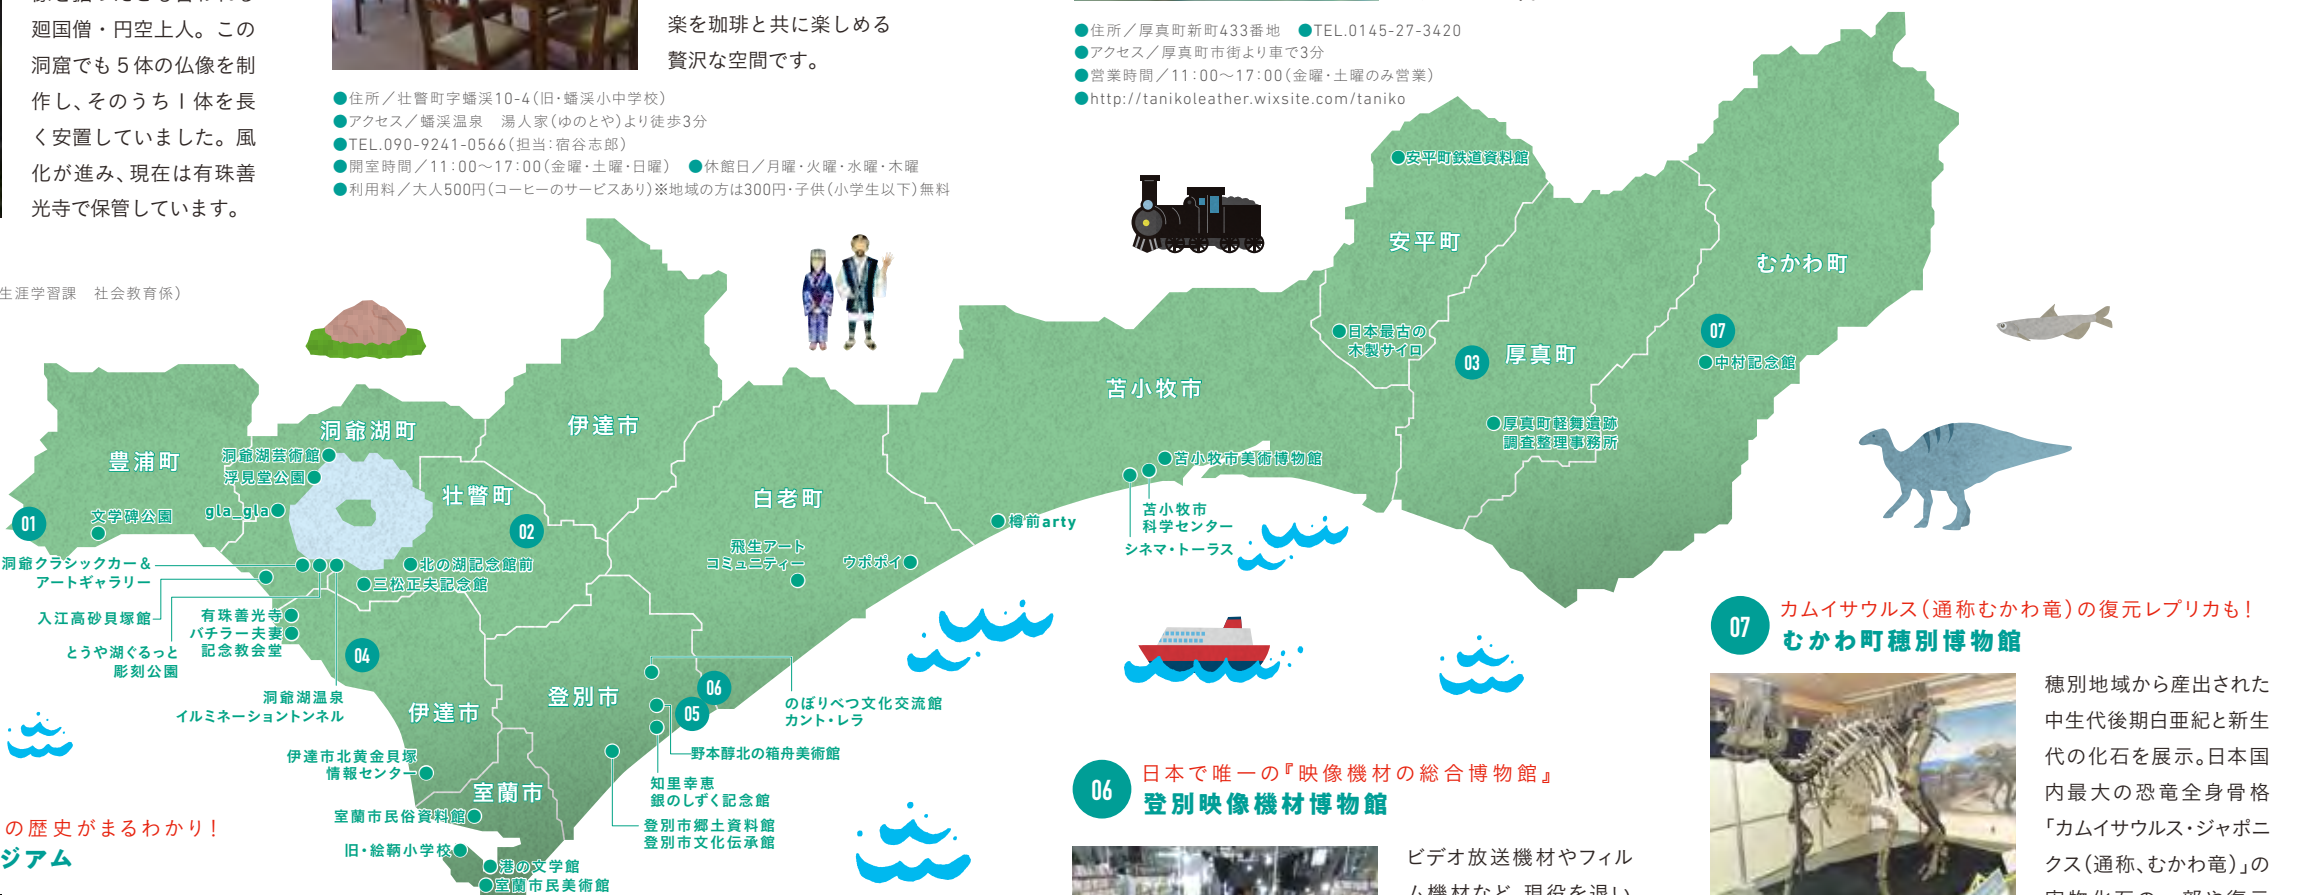 廻国僧・円空上人。この
洞窟でも5体の仏像を制
作し、そのうち1体を長
く安置していました。風
化が進み、現在は有珠善
光寺で保管しています。
生涯学習課　社会教育係）
楽を珈琲と共に楽しめる
贅沢な空間です。
●住所／壮瞥町字蟠渓10-4（旧・蟠渓小中学校）
●アクセス／蟠渓温泉　湯人家（ゆのとや）より徒歩3分
●TEL.090-9241-0566（担当：宿谷志郎）
●開室時間／11：00〜17：00（金曜・土曜・日曜）　●休館日／月曜・火曜・水曜・木曜
●利用料／大人500円（コーヒーのサービスあり）※地域の方は300円・子供（小学生以下）無料
●住所／厚真町新町433番地　●TEL.0145-27-3420
●アクセス／厚真町市街より車で3分
●営業時間／11：00〜17：00（金曜・土曜のみ営業）
●http://tanikoleather.wixsite.com/taniko
豊浦町
01
文学碑公園
洞爺湖町
洞爺湖芸術館
浮見堂公園
gla_gla
洞爺クラシックカー＆
アートギャラリー
入江高砂貝塚館
とうや湖ぐるっと
彫刻公園
洞爺湖温泉
イルミネーショントンネル
壮瞥町
02
北の湖記念館前
三松正夫記念館
伊達市
有珠善光寺
バチラー夫妻
記念教会堂
04
伊達市
伊達市北黄金貝塚
情報センター
室蘭市
室蘭市民俗資料館
旧・絵鞆小学校
港の文学館
室蘭市民美術館
登別市
06
05
のぼりべつ文化交流館
カント・レラ
野本醇北の箱舟美術館
知里幸恵
銀のしずく記念館
登別市郷土資料館
登別市文化伝承館
白老町
飛生アート
コミュニティー
ウポポイ
苫小牧市
樽前arty
苫小牧市美術博物館
苫小牧市
科学センター
シネマ・トーラス
安平町
安平町鉄道資料館
日本最古の
木製サイロ
厚真町
03
厚真町軽舞遺跡
調査整理事務所
むかわ町
07
中村記念館
の歴史がまるわかり！
ジアム
06
日本で唯一の『映像機材の総合博物館』
登別映像機材博物館
ビデオ放送機材やフィル
ム機材など、現役を退い
07
カムイサウルス（通称むかわ竜）の復元レプリカも！
むかわ町穂別博物館
穂別地域から産出された
中生代後期白亜紀と新生
代の化石を展示。日本国
内最大の恐竜全身骨格
「カムイサウルス・ジャポニ
クス（通称、むかわ竜）」の